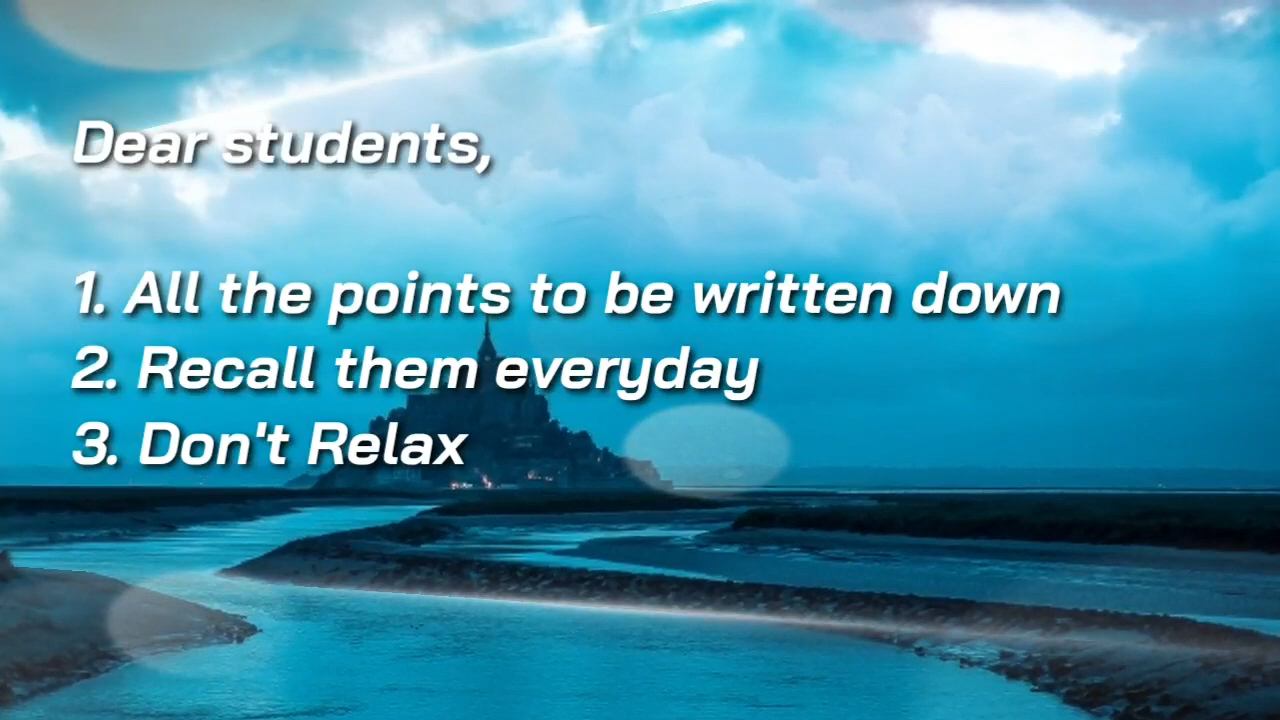 Dear students,
1. All the points to be written down
2. Recall them everyday
3. Don't Relax